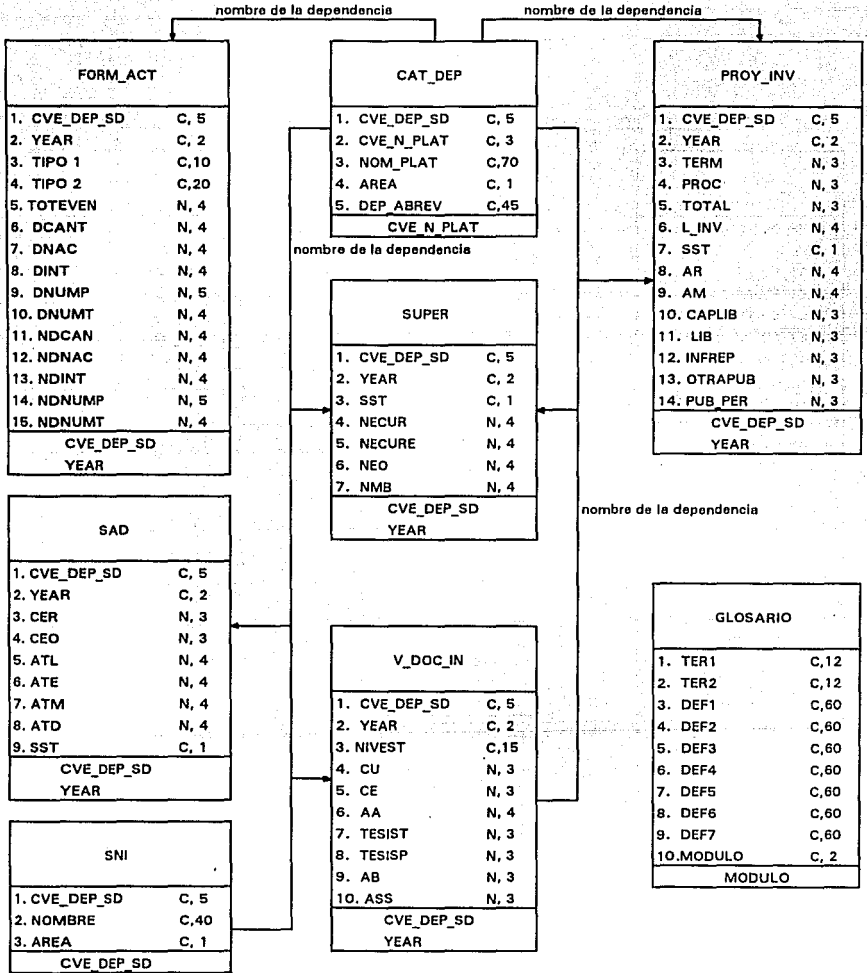 nombre de la dependencia
nombre de la dependencia
FORM_ACT
1. CVE_DEP_SD C, 5
2. YEAR C, 2
3. TIPO 1 C,10
4. TIPO 2 C,20
5. TOTEVEN N, 4
6. DCANT N, 4
7. DNAC N, 4
8. DINT N, 4
9. DNUMP N, 5
10. DNUMT N, 4
11. NDCAN N, 4
12. NDNAC N, 4
13. NDINT N, 4
14. NDNUMP N, 5
15. NDNUMT N, 4
CVE_DEP_SD
YEAR
CAT_DEP
1. CVE_DEP_SD C, 5
2. CVE_N_PLAT C, 3
3. NOM_PLAT C,70
4. AREA C, 1
5. DEP_ABREV C,45
CVE_N_PLAT
nombre de la dependencia
PROY_INV
1. CVE_DEP_SD C, 5
2. YEAR C, 2
3. TERM N, 3
4. PROC N, 3
5. TOTAL N, 3
6. L_INV N, 4
7. SST C, 1
8. AR N, 4
9. AM N, 4
10. CAPLIB N, 3
11. LIB N, 3
12. INFREP N, 3
13. OTRAPUB N, 3
14. PUB_PER N, 3
CVE_DEP_SD
YEAR
SUPER
1. CVE_DEP_SD C, 5
2. YEAR C, 2
3. SST C, 1
4. NECUR N, 4
5. NECURE N, 4
6. NEO N, 4
7. NMB N, 4
CVE_DEP_SD
YEAR
nombre de la dependencia
SAD
1. CVE_DEP_SD C, 5
2. YEAR C, 2
3. CER N, 3
4. CEO N, 3
5. ATL N, 4
6. ATE N, 4
7. ATM N, 4
8. ATD N, 4
9. SST C, 1
CVE_DEP_SD
YEAR
V_DOC_IN
1. CVE_DEP_SD C, 5
2. YEAR C, 2
3. NIVEST C,15
4. CU N, 3
5. CE N, 3
6. AA N, 4
7. TESIST N, 3
8. TESISP N, 3
9. AB N, 3
10. ASS N, 3
CVE_DEP_SD
YEAR
GLOSARIO
1. TER1 C,12
2. TER2 C,12
3. DEF1 C,60
4. DEF2 C,60
5. DEF3 C,60
6. DEF4 C,60
7. DEF5 C,60
8. DEF6 C,60
9. DEF7 C,60
10.MODULO C, 2
MODULO
SNI
1. CVE_DEP_SD C, 5
2. NOMBRE C,40
3. AREA C, 1
CVE_DEP_SD